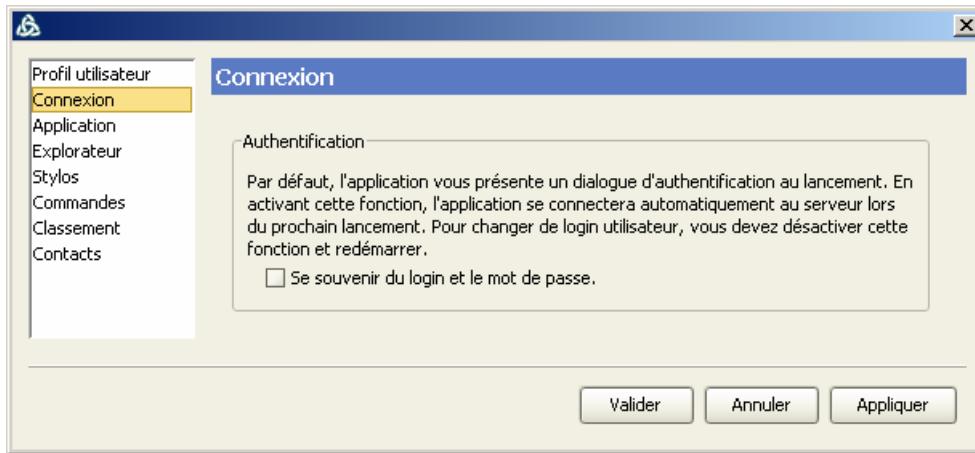 Profil utilisateur
Connexion
Application
Explorateur
Stylos
Commandes
Classement
Contacts
Connexion
Authentification
Par défaut, l'application vous présente un dialogue d'authentification au lancement. En
activant cette fonction, l'application se connectera automatiquement au serveur lors
du prochain lancement. Pour changer de login utilisateur, vous devez désactiver cette
fonction et redémarrer.
Se souvenir du login et le mot de passe.
Valider
Annuler
Appliquer